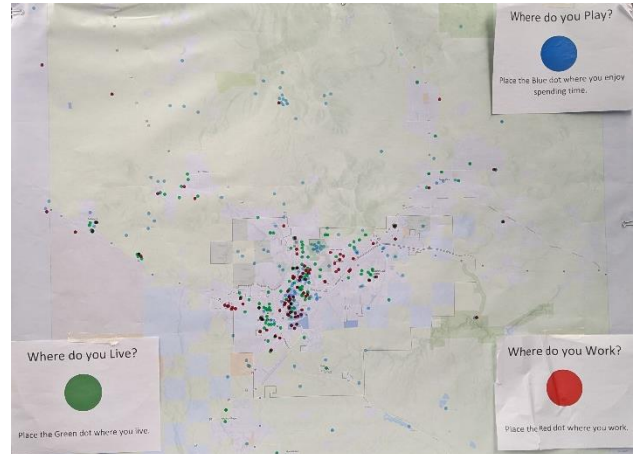 Where do you Play?
Place the Blue dot where you enjoy
spending time.
Where do you Live?
Place the Green dot where you live.
Where do you Work?
Place the Red dot where you work.